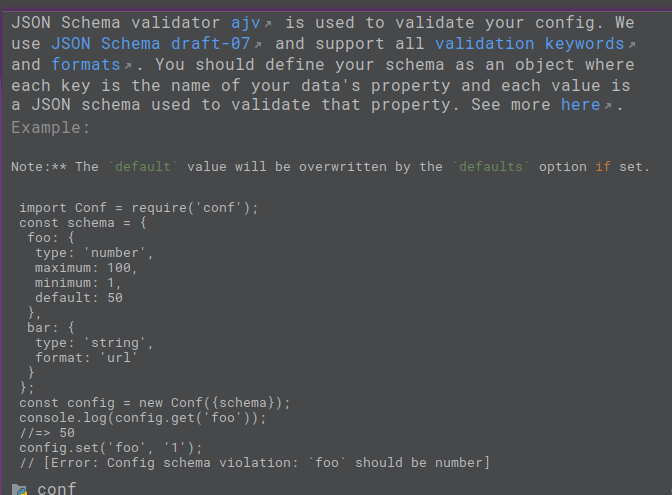 JSON Schema validator ajv↗ is used to validate your config. We
use JSON Schema draft-07↗ and support all validation keywords↗
and formats↗. You should define your schema as an object where
each key is the name of your data's property and each value is
a JSON schema used to validate that property. See more here↗.
Example:
Note:** The `default` value will be overwritten by the `defaults` option if set.
import Conf = require('conf');
const schema = {
foo: {
type: 'number',
maximum: 100,
minimum: 1,
default: 50
},
bar: {
type: 'string',
format: 'url'
}
};
const config = new Conf({schema});
console.log(config.get('foo'));
//=> 50
config.set('foo', '1');
// [Error: Config schema violation: `foo` should be number]
conf